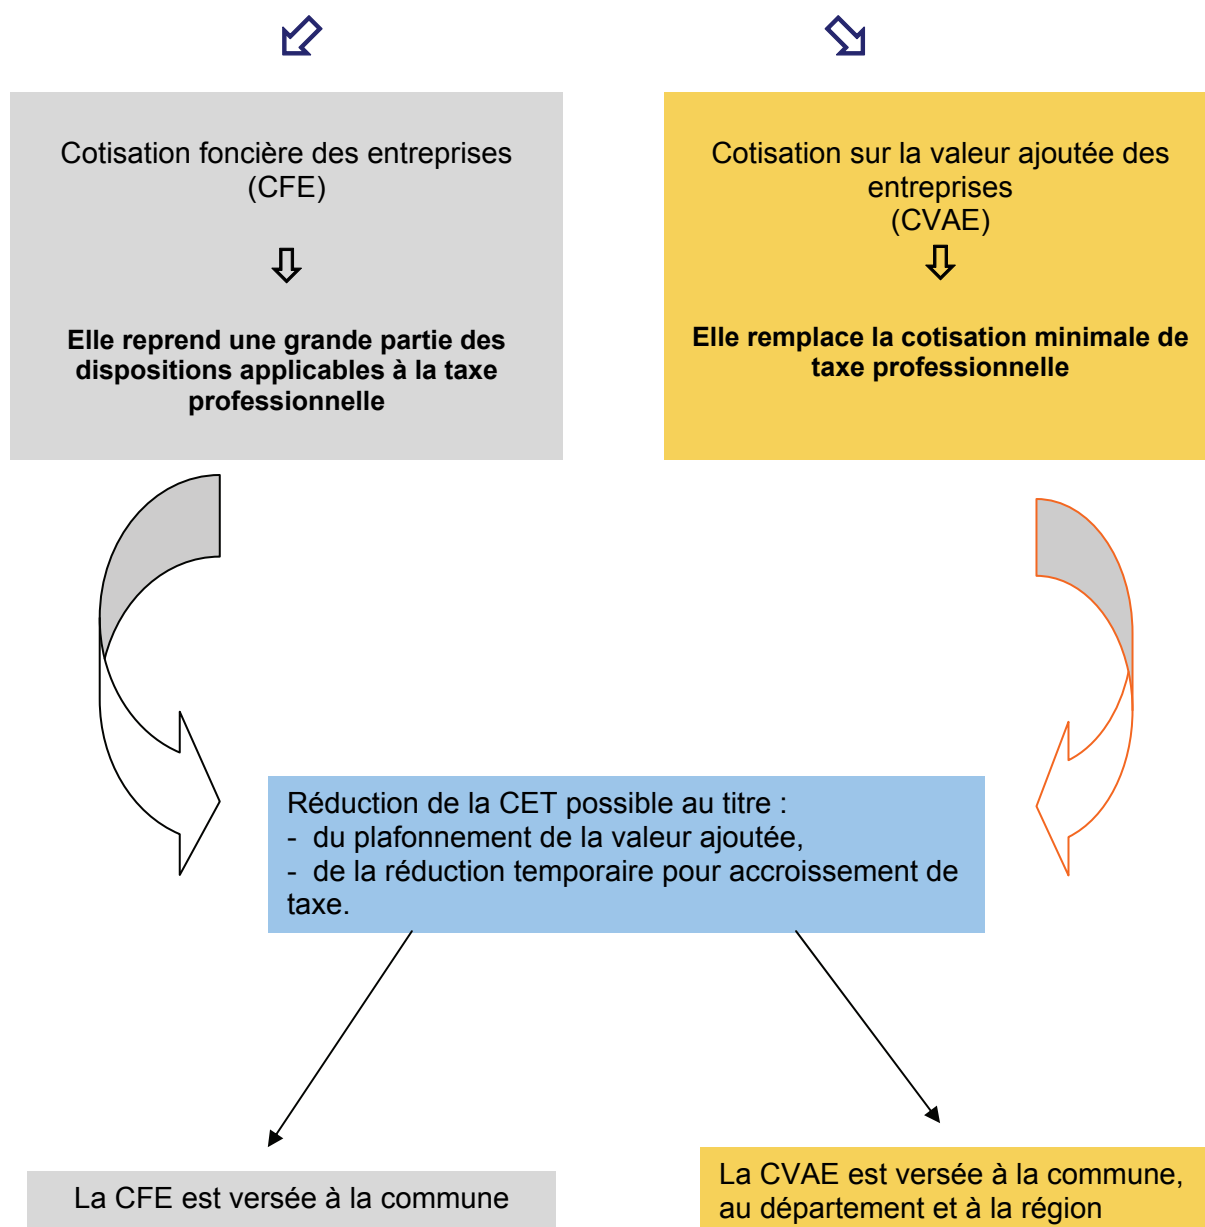 Cotisation foncière des entreprises
(CFE)
Elle reprend une grande partie des
dispositions applicables à la taxe
professionnelle
Cotisation sur la valeur ajoutée des
entreprises
(CVAE)
Elle remplace la cotisation minimale de
taxe professionnelle
Réduction de la CET possible au titre :
- du plafonnement de la valeur ajoutée,
- de la réduction temporaire pour accroissement de
taxe.
La CFE est versée à la commune
La CVAE est versée à la commune,
au département et à la région